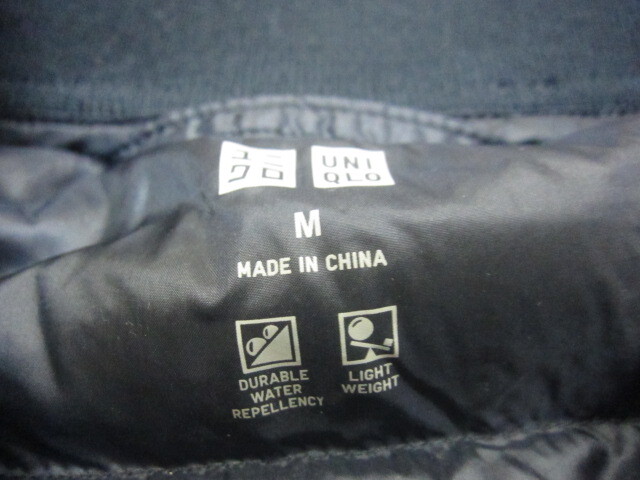 ユニ
クロ
UNI
QLO
M
MADE IN CHINA
DURABLE
WATER
REPELLENCY
LIGHT
WEIGHT